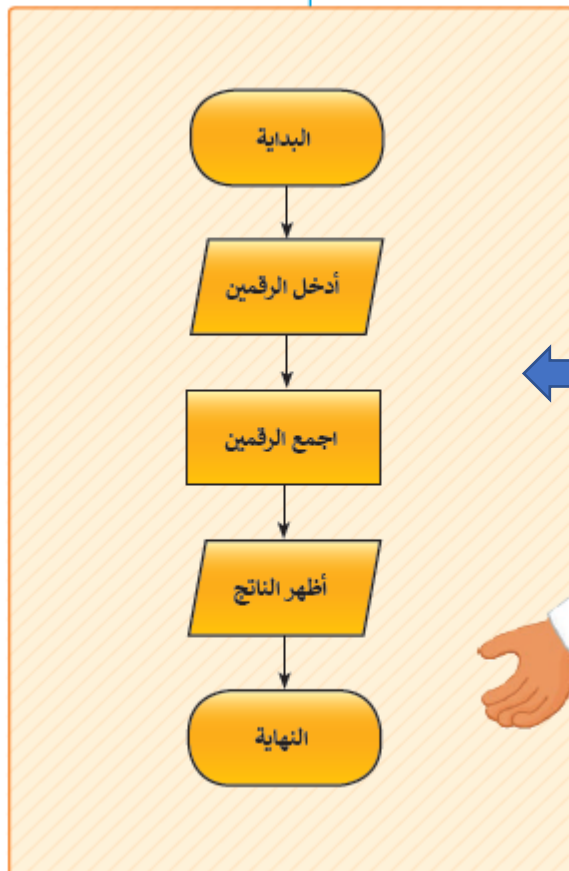 البداية
أدخل الرقمين
اجمع الرقمين
أظهر الناتج
النهاية